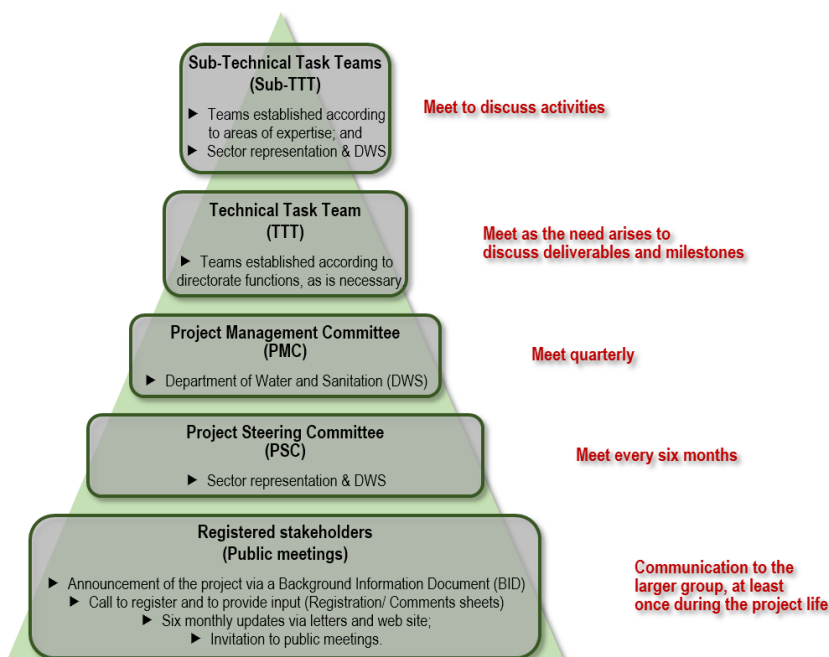 Sub-Technical Task Teams
(Sub-TTT)
► Teams established according
to areas of expertise; and
► Sector representation & DWS
Meet to discuss activities
Technical Task Team
(TTT)
► Teams established according to
directorate functions, as is necessary.
Meet as the need arises to
discuss deliverables and milestones
Project Management Committee
(PMC)
► Department of Water and Sanitation (DWS)
Meet quarterly
Project Steering Committee
(PSC)
► Sector representation & DWS
Meet every six months
Registered stakeholders
(Public meetings)
► Announcement of the project via a Background Information Document (BID)
► Call to register and to provide input (Registration/ Comments sheets)
► Six monthly updates via letters and web site;
► Invitation to public meetings.
Communication to the
larger group, at least
once during the project life